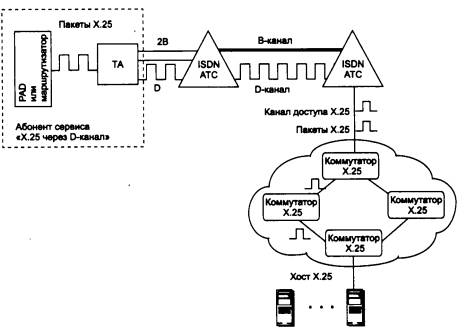 Пакеты X.25
PAD
или
маршрутизатор
TA
2B
D
Абонент сервиса
«X.25 через D-канал»
ISDN
АТС
B-канал
D-канал
ISDN
АТС
Канал доступа X.25
Пакеты X.25
Коммутатор
X.25
Коммутатор
X.25
Коммутатор
X.25
Коммутатор
X.25
Хост X.25